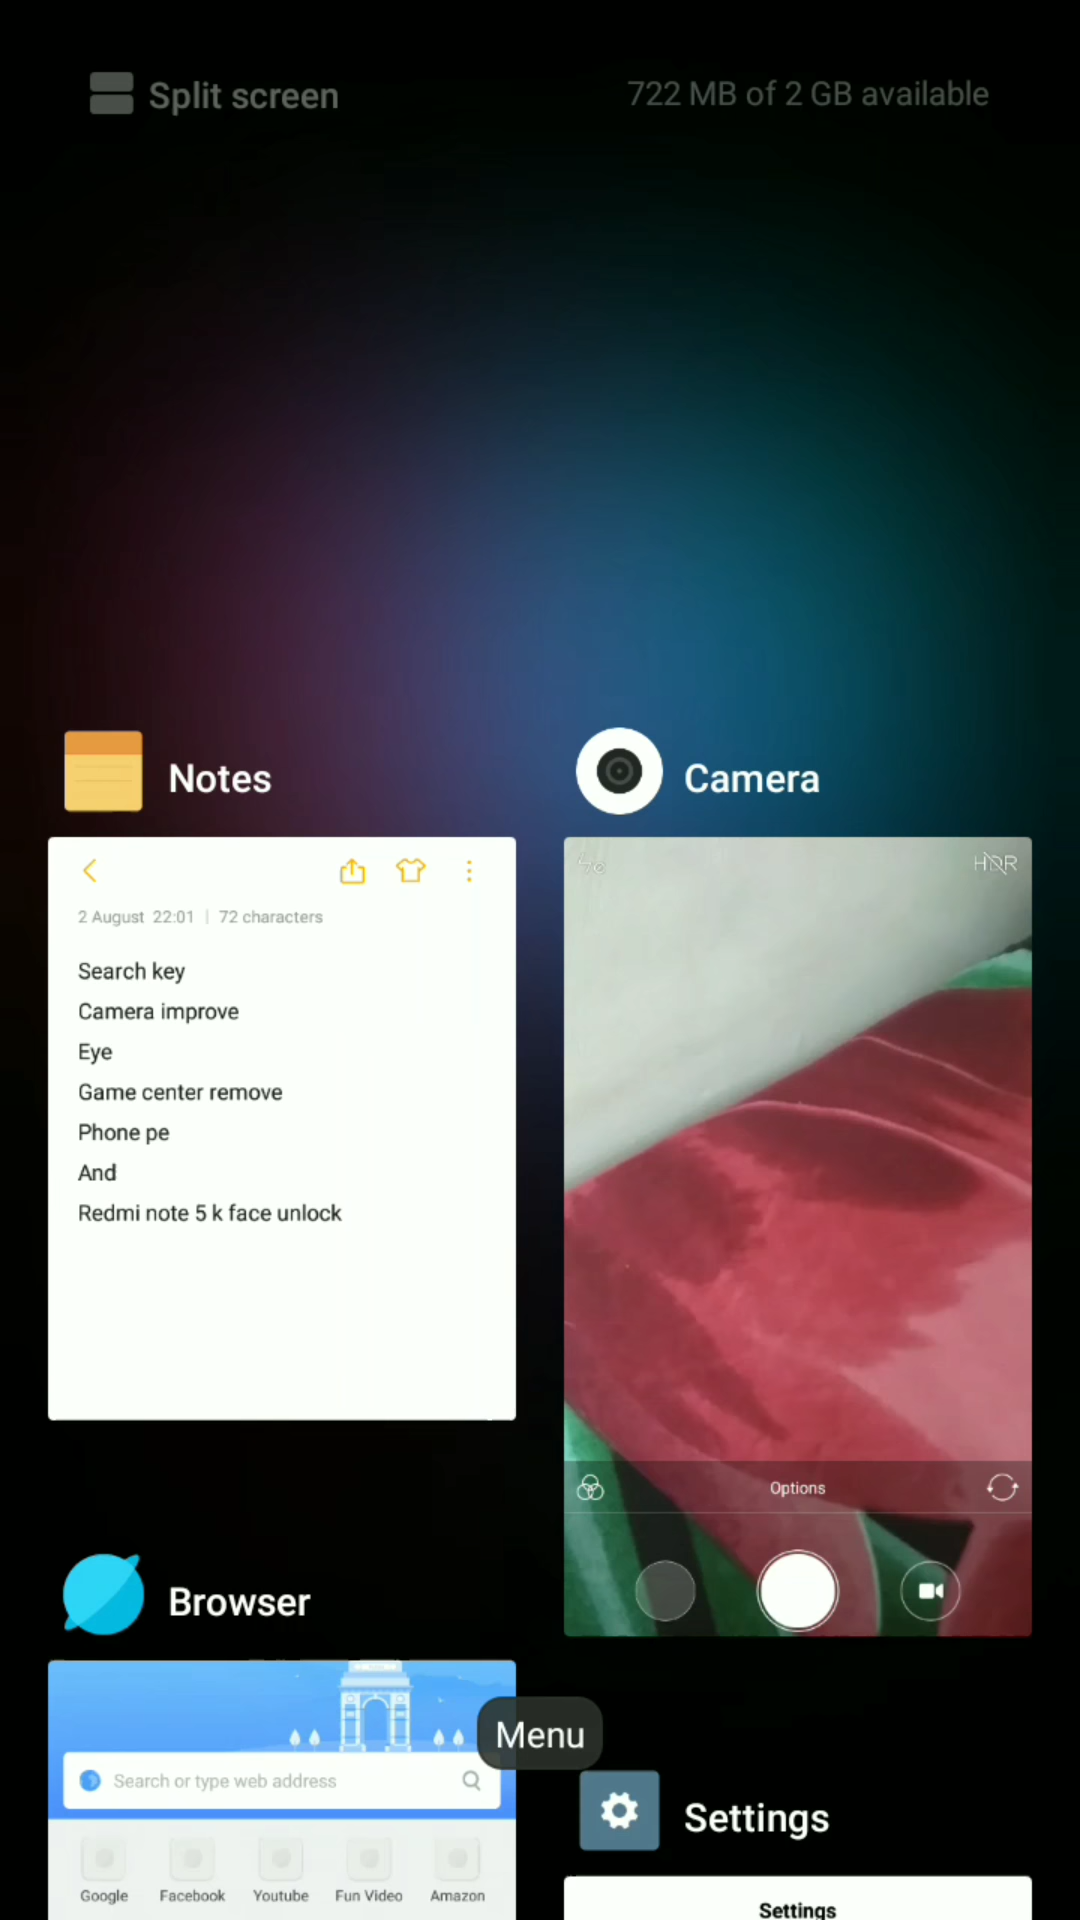 Split screen
722 MB of 2 GB available
Notes
Camera
2 August 22:01 | 72 characters
HDR
Search key
Camera improve
Eye
Game center remove
Phone pe
And
Redmi note 5 k face unlock
Options
Browser
Menu
Search or type web address
Settings
Google Facebook Youtube Fun Video Amazon
Settings